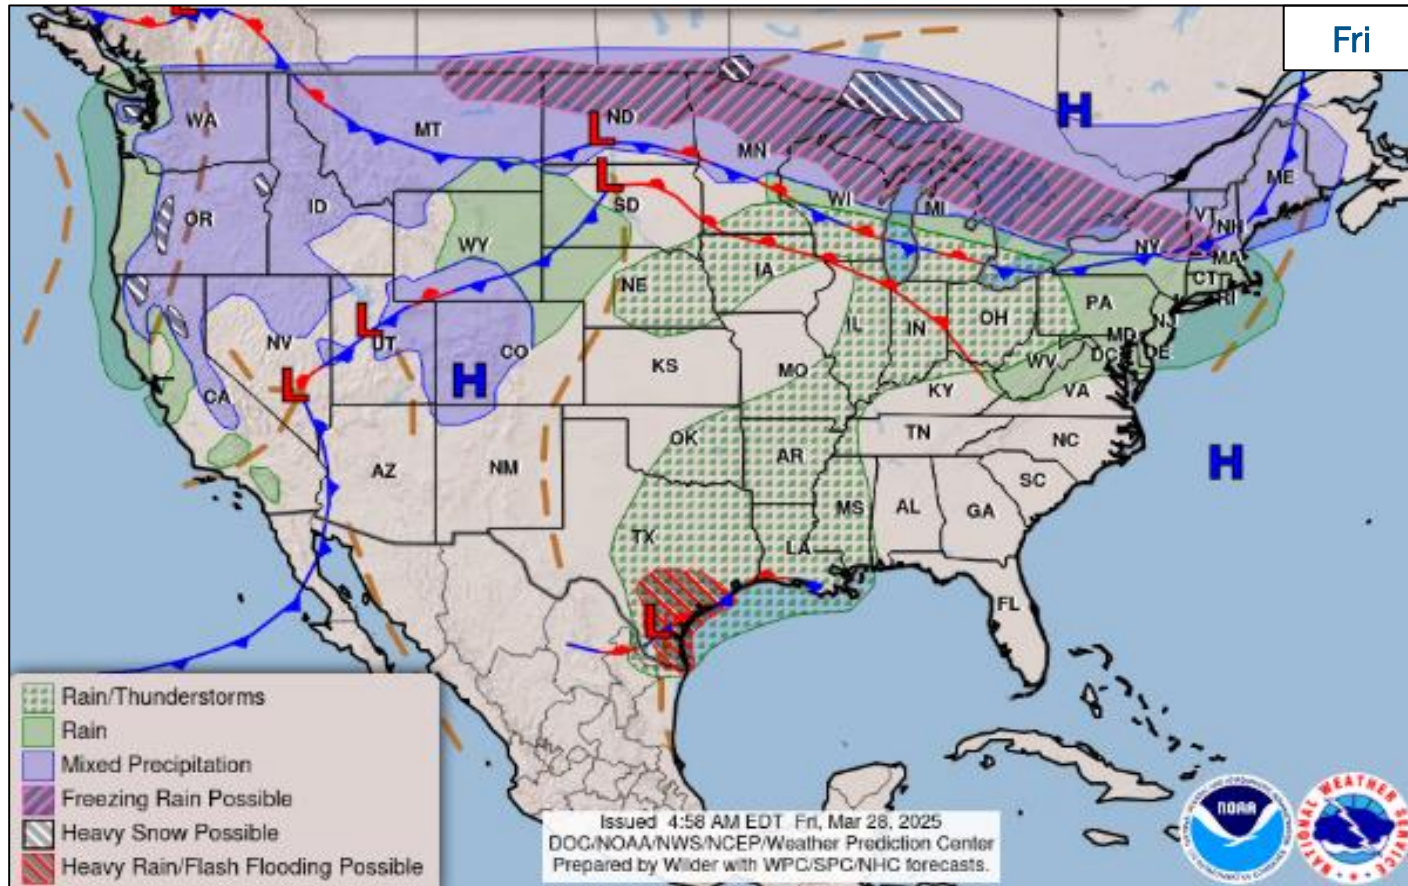 Fri
L
H
WA
MT
L
ND
MN
ME
L
SD
WI
MI
VT
NH
OR
ID
NY
MA
WY
CT
RI
NE
IA
PA
IL
IN
OH
NJ
MD
DC
DE
L
UT
NV
CO
WV
VA
KS
MO
KY
L
H
CA
TN
NC
OK
AZ
NM
AR
SC
H
MS
AL
GA
TX
LA
FL
L
Rain/Thunderstorms
Rain
Mixed Precipitation
Freezing Rain Possible
Heavy Snow Possible
Heavy Rain/Flash Flooding Possible
Issued 4:58 AM EDT Fri, Mar 28, 2025
DOC/NOAA/NWS/NCEP/Weather Prediction Center
Prepared by Wilder with WPC/SPC/NHC forecasts.
NOAA
NATIONAL WEATHER SERVICE